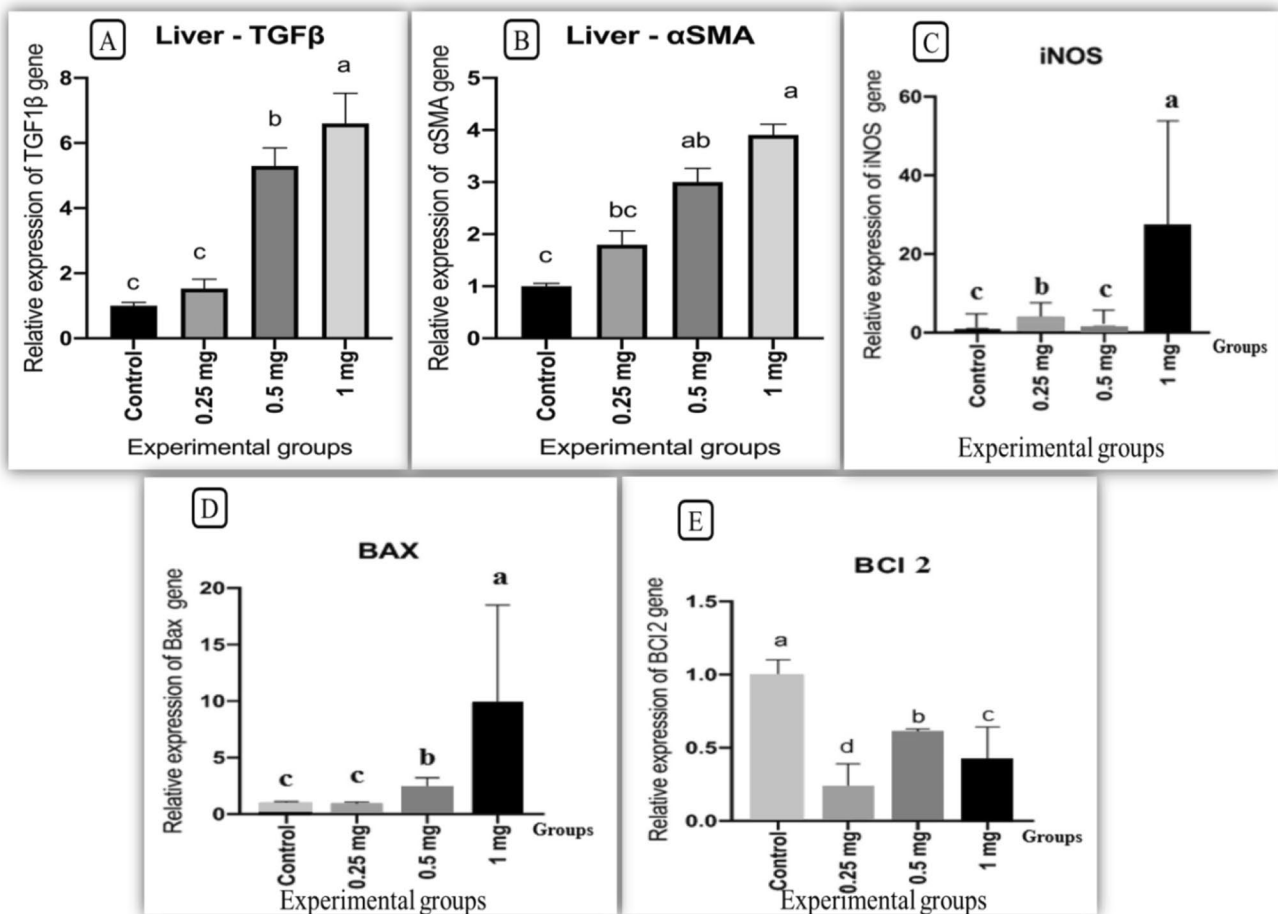 A
Liver - TGFβ
Relative expression of TGF1β gene
8
6
4
2
0
c
c
b
a
Control
0.25 mg
0.5 mg
1 mg
Experimental groups
B
Liver - αSMA
Relative expression of αSMA gene
5
4
3
2
1
0
c
bc
ab
a
Control
0.25 mg
0.5 mg
1 mg
Experimental groups
C
iNOS
Relative expression of iNOS gene
60
40
20
0
c
b
c
a
Control
0.25 mg
0.5 mg
1 mg
Groups
Experimental groups
D
BAX
Relative expression of Bax gene
20
15
10
5
0
c
c
b
a
Control
0.25 mg
0.5 mg
1 mg
Groups
Experimental groups
E
BCl 2
Relative expression of BCl2 gene
1.5
1.0
0.5
0.0
a
d
b
c
Control
0.25 mg
0.5 mg
1 mg
Groups
Experimental groups